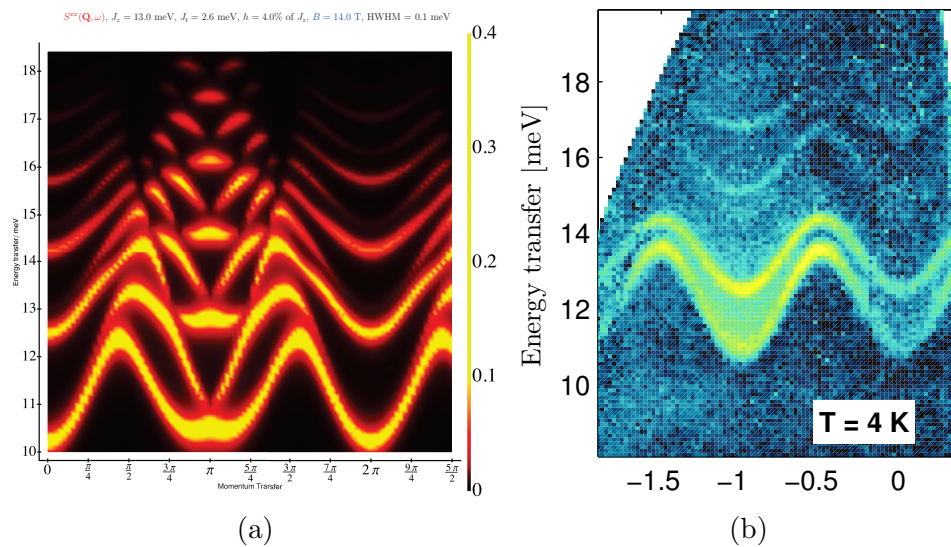 S^{xx}(Q, ω), J_z = 13.0 meV, J_t = 2.6 meV, h = 4.0% of J_z, B = 14.0 T, HWHM = 0.1 meV
Energy transfer/ meV
18
17
16
15
14
13
12
11
10
0 π/4 π/2 3π/4 π 5π/4 3π/2 7π/4 2π 9π/4 5π/2
Momentum Transfer
0.4
0.3
0.2
0.1
0
(a)
Energy transfer [meV]
18
16
14
12
10
T = 4 K
−1.5 −1 −0.5 0
(b)